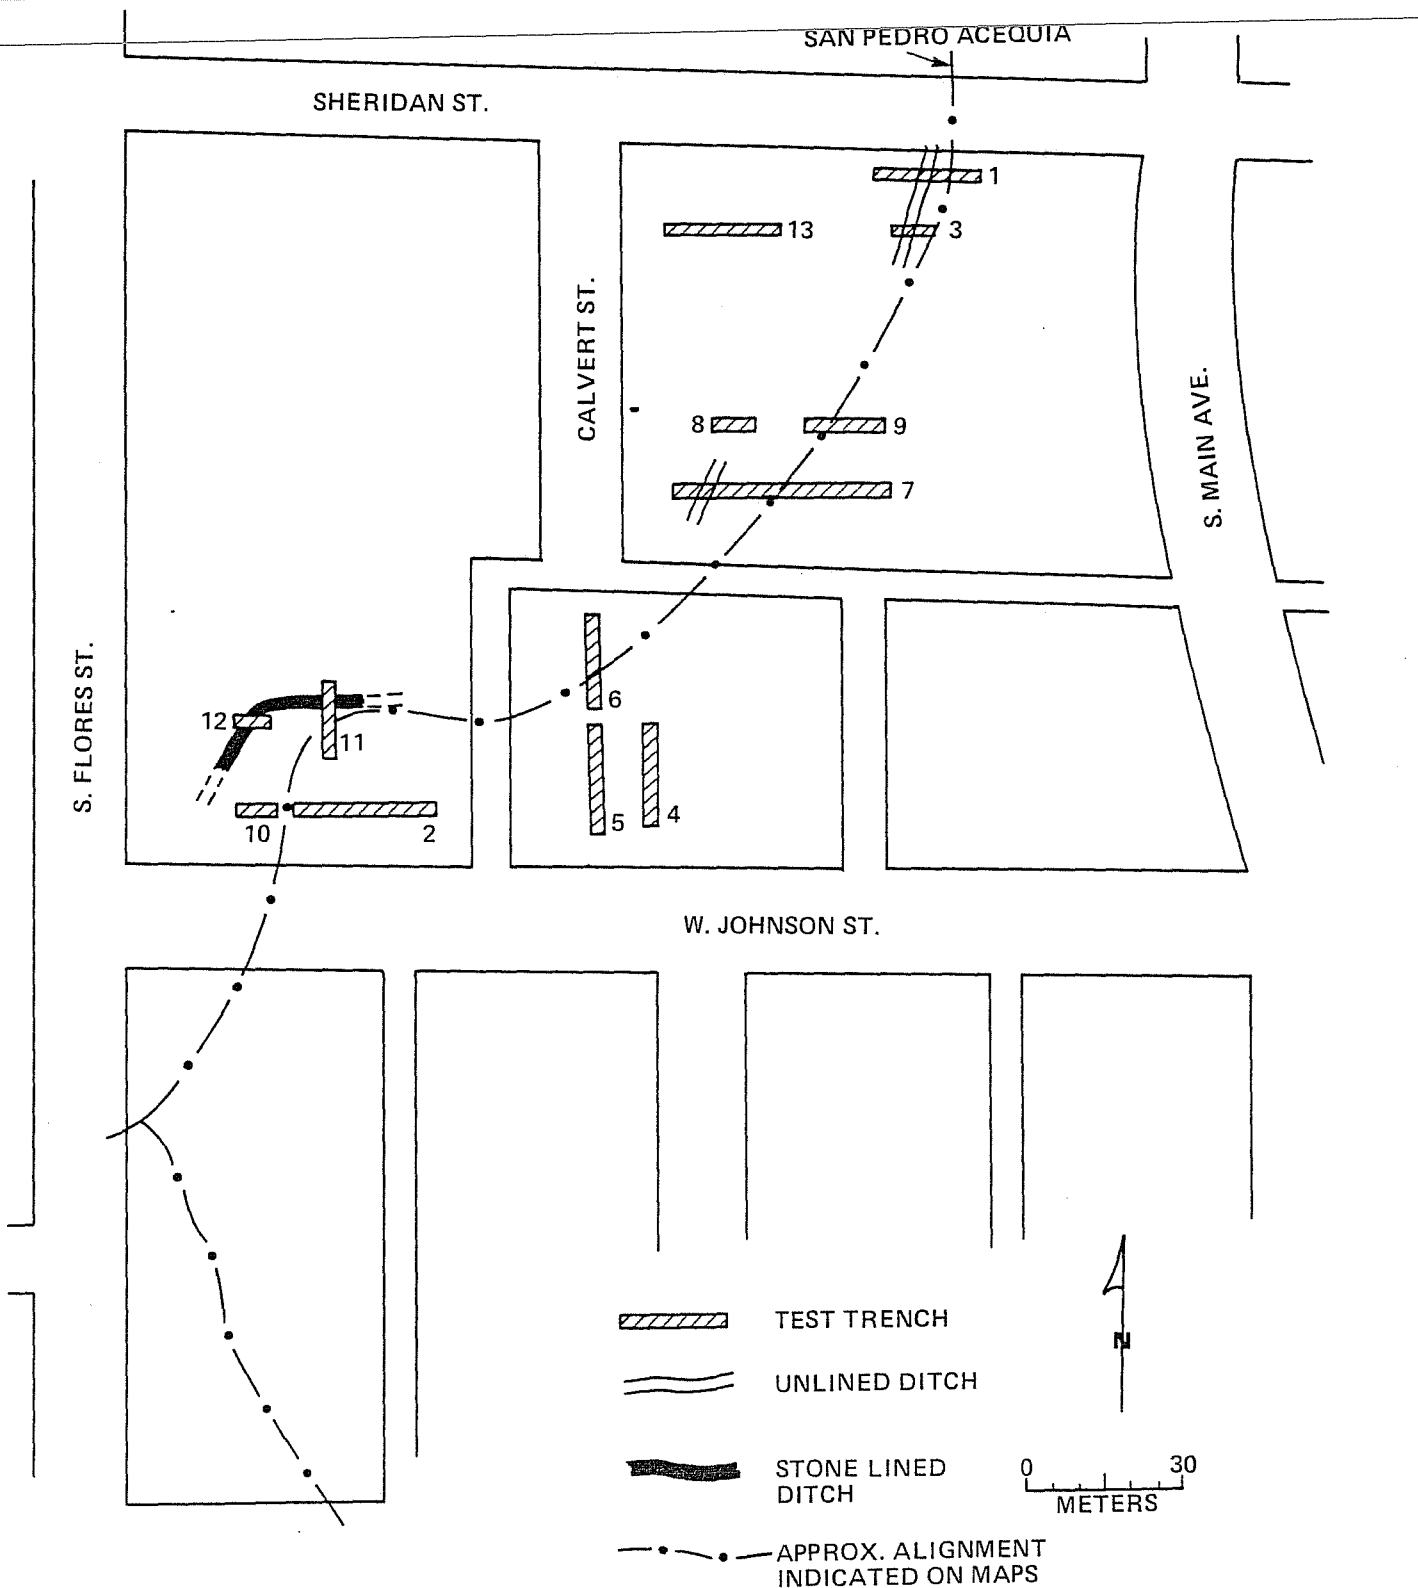 SAN PEDRO ACEQUIA
SHERIDAN ST.
1
13
3
CALVERT ST.
S. MAIN AVE.
8
9
7
S. FLORES ST.
6
12
11
5
4
10
2
W. JOHNSON ST.
TEST TRENCH
UNLINED DITCH
STONE LINED
DITCH
APPROX. ALIGNMENT
INDICATED ON MAPS
N
0 30
METERS